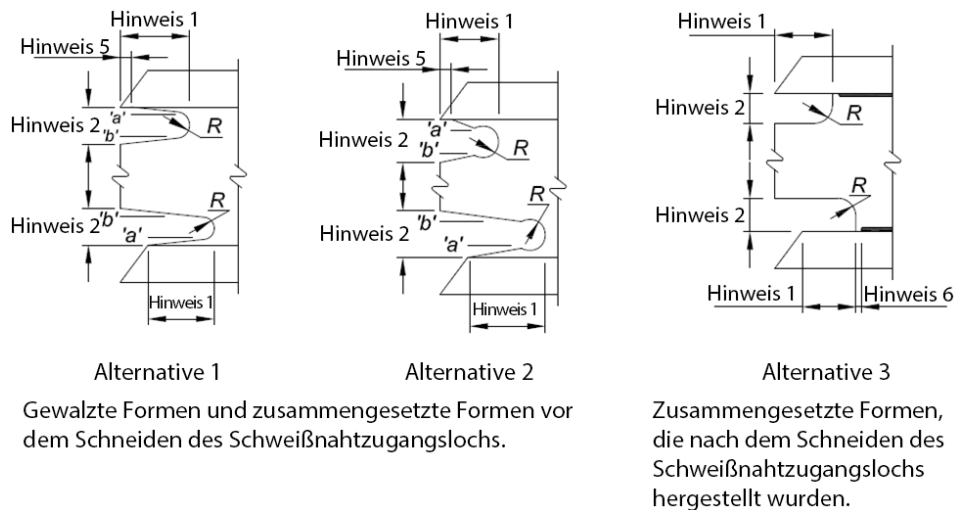 Hinweis 1
Hinweis 5
Hinweis 2
'a'
'b'
R
R
'b'
Hinweis 2
'a'
Hinweis 1
Alternative 1
Hinweis 1
Hinweis 5
Hinweis 2
'a'
'b'
R
R
'b'
Hinweis 2
'a'
Hinweis 1
Alternative 2
Gewalzte Formen und zusammengesetzte Formen vor
dem Schneiden des Schweißnahtzugangslochs.
Hinweis 1
Hinweis 2
R
R
Hinweis 2
Hinweis 1
Hinweis 6
Alternative 3
Zusammengesetzte Formen,
die nach dem Schneiden des
Schweißnahtzugangslochs
hergestellt wurden.